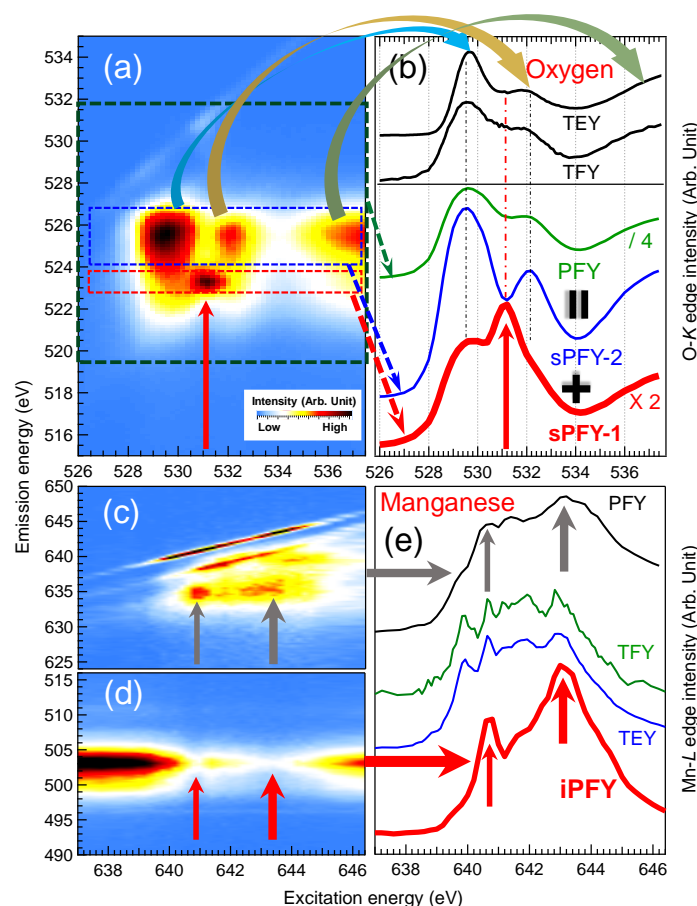 (a)
(b)
Oxygen
TEY
TFY
/ 4
PFY
=
sPFY-2
+
X 2
sPFY-1
Intensity (Arb. Unit)
Low High
534
532
530
528
526
524
522
520
518
516
526 528 530 532 534 536
526 528 530 532 534 536
Emission energy (eV)
O-K edge intensity (Arb. Unit)
(c)
650
645
640
635
630
624
(d)
515
510
503
500
495
490
638 640 642 644 646
Manganese
(e)
PFY
TFY
TEY
iPFY
638 640 642 644 646
Mn-L edge intensity (Arb. Unit)
Excitation energy (eV)